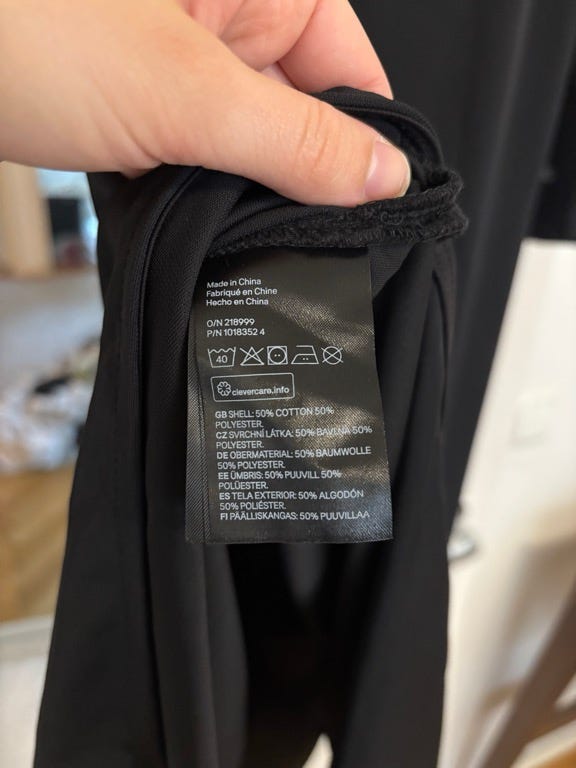 Made in China
Fabriqué en Chine
Hecho en China
O/N 218999
P/N 1018352 4
40
clevercare.info
GB SHELL: 50% COTTON 50%
POLYESTER.
CZ SVRCHNÍ LÁTKA: 50% BAVLNA 50%
POLYESTER.
DE OBERMATERIAL: 50% BAUMWOLLE
50% POLYESTER.
EE ÜMBRIS: 50% PUUVILL 50%
POLÜESTER.
ES TELA EXTERIOR: 50% ALGODÓN
50% POLIÉSTER.
FI PÄÄLLISKANGAS: 50% PUUVILLAA